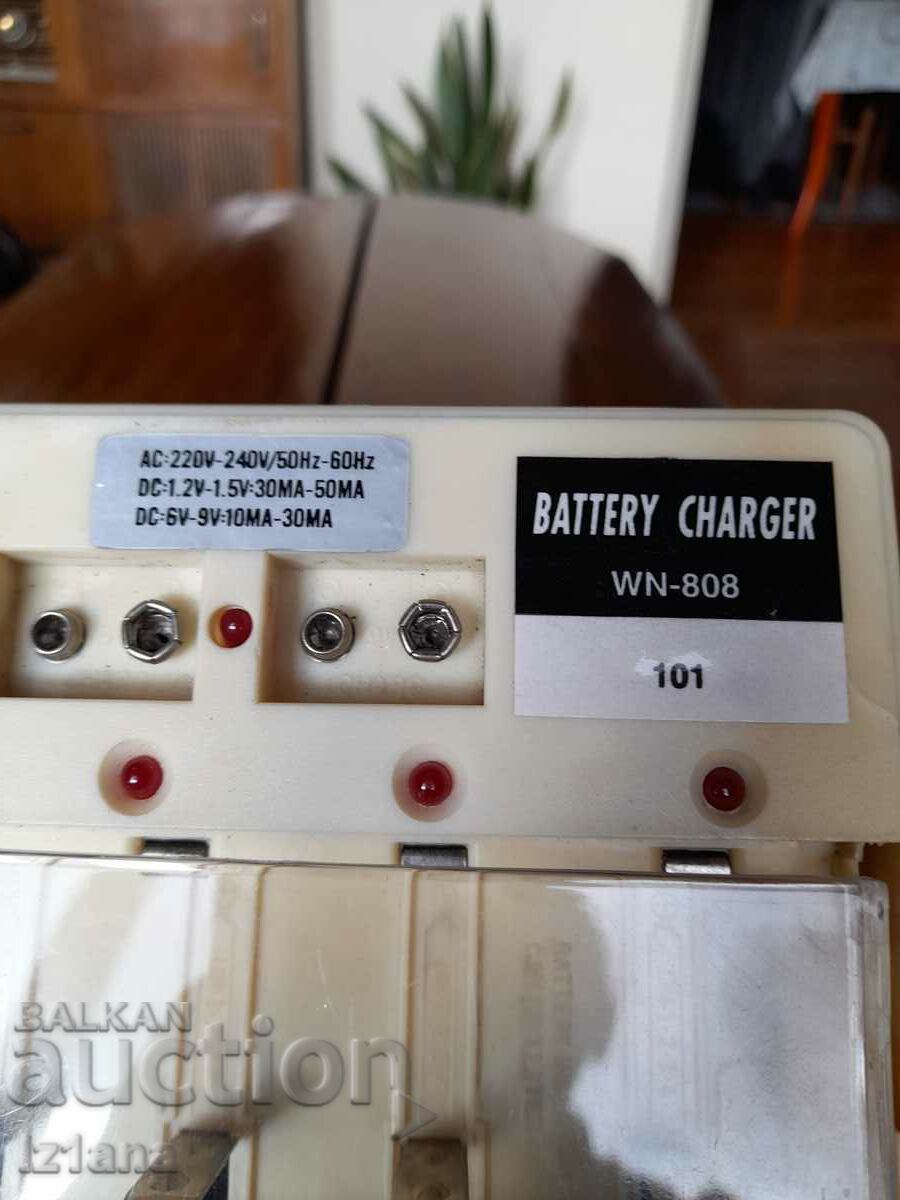 AC:220V-240V/50Hz-60Hz
DC:1.2V-1.5V:30MA-50MA
DC:6V-9V:10MA-30MA
BATTERY CHARGER
WN-808
101
BALKAN
auction
iz1ana